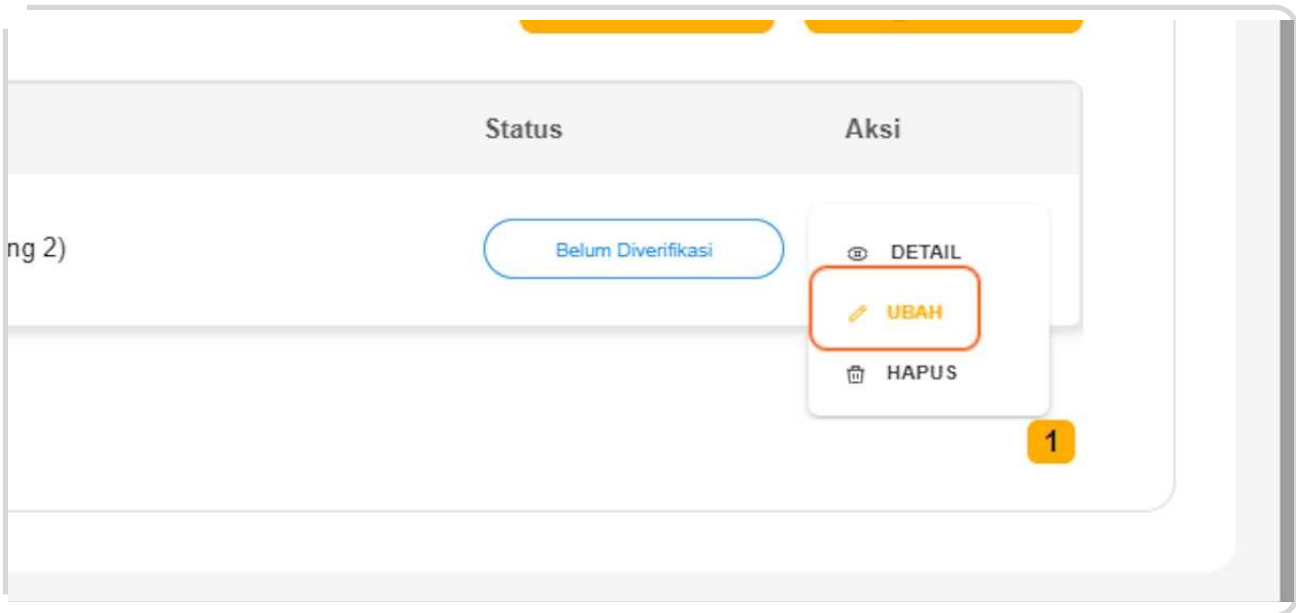 Status Aksi
ng 2) Belum Diverifikasi
DETAIL
UBAH
HAPUS
1